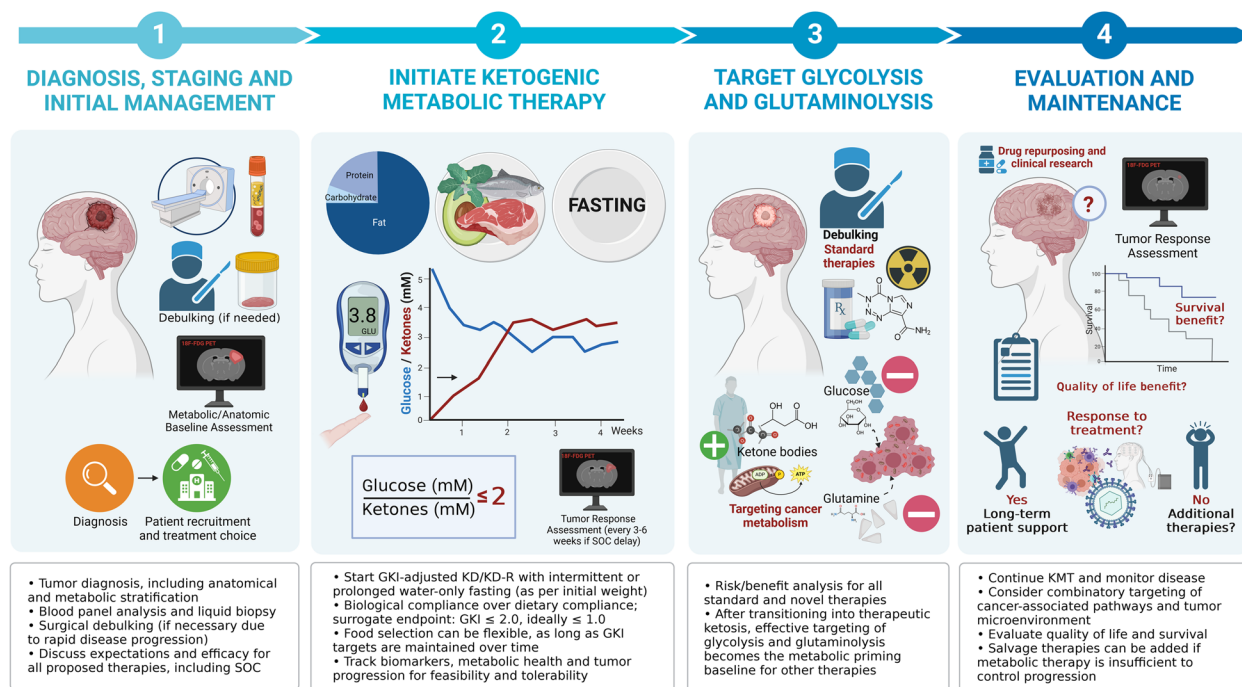 1
2
3
4
DIAGNOSIS, STAGING AND
INITIAL MANAGEMENT
INITIATE KETOGENIC
METABOLIC THERAPY
TARGET GLYCOLYSIS
AND GLUTAMINOLYSIS
EVALUATION AND
MAINTENANCE
Debulking (if needed)
18F-FDG PET
Metabolic/Anatomic
Baseline Assessment
H
Diagnosis
Patient recruitment
and treatment choice
Protein
Carbohydrate
Fat
FASTING
3.8
GLU
Glucose / Ketones (mM)
5
4
3
2
1
0
1
2
3
4
Weeks
Glucose (mM)
Ketones (mM)
≤ 2
18F-FDG PET
Tumor Response
Assessment (every 3-6
weeks if SOC delay)
Debulking
Standard
therapies
Rx
O
N
N
N
N
N
O
NH₂
Glucose
CH₂OH
OH
Ketone bodies
OH
O
OH
ADP
P
ATP
Targeting cancer
metabolism
Glutamine
Drug repurposing and
clinical research
?
18F-FDG PET
Tumor Response
Assessment
Survival
100
80
60
40
20
0
Time
Survival
benefit?
Quality of life benefit?
Response to
treatment?
Yes
Long-term
patient support
No
Additional
therapies?
• Tumor diagnosis, including anatomical
and metabolic stratification
• Blood panel analysis and liquid biopsy
• Surgical debulking (if necessary due
to rapid disease progression)
• Discuss expectations and efficacy for
all proposed therapies, including SOC
• Start GKI-adjusted KD/KD-R with intermittent or
prolonged water-only fasting (as per initial weight)
• Biological compliance over dietary compliance;
surrogate endpoint: GKI ≤ 2.0, ideally ≤ 1.0
• Food selection can be flexible, as long as GKI
targets are maintained over time
• Track biomarkers, metabolic health and tumor
progression for feasibility and tolerability
• Risk/benefit analysis for all
standard and novel therapies
• After transitioning into therapeutic
ketosis, effective targeting of
glycolysis and glutaminolysis
becomes the metabolic priming
baseline for other therapies
• Continue KMT and monitor disease
• Consider combinatory targeting of
cancer-associated pathways and tumor
microenvironment
• Evaluate quality of life and survival
• Salvage therapies can be added if
metabolic therapy is insufficient to
control progression